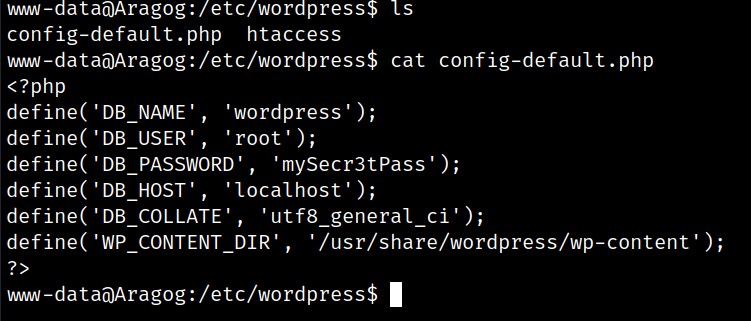 www-data@Aragog:/etc/wordpress$ ls
config-default.php  htaccess
www-data@Aragog:/etc/wordpress$ cat config-default.php
<?php
define('DB_NAME', 'wordpress');
define('DB_USER', 'root');
define('DB_PASSWORD', 'mySecr3tPass');
define('DB_HOST', 'localhost');
define('DB_COLLATE', 'utf8_general_ci');
define('WP_CONTENT_DIR', '/usr/share/wordpress/wp-content');
?>
www-data@Aragog:/etc/wordpress$